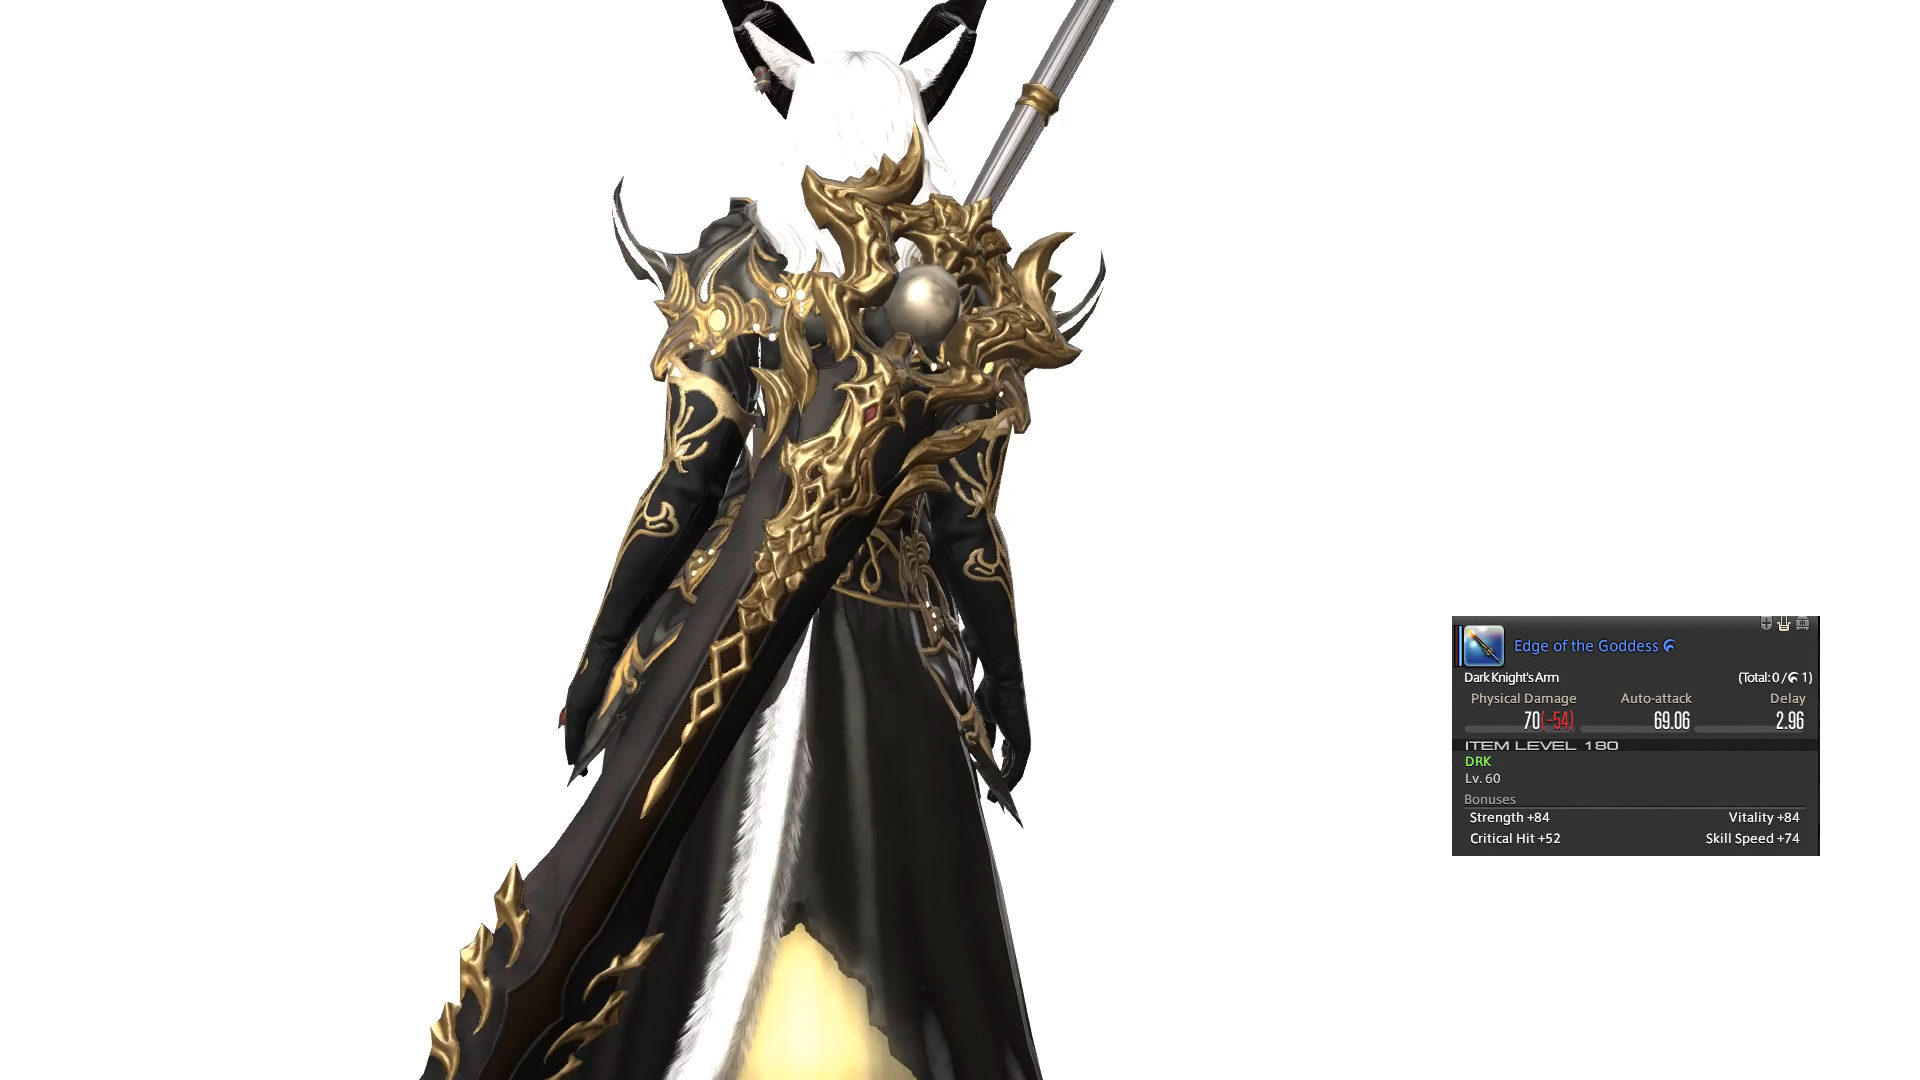 Edge of the Goddess
Dark Knight's Arm (Total: 0 / 1)
Physical Damage Auto-attack Delay
70(-54) 69.06 2.96
ITEM LEVEL 180
DRK
Lv. 60
Bonuses
Strength +84 Vitality +84
Critical Hit +52 Skill Speed +74